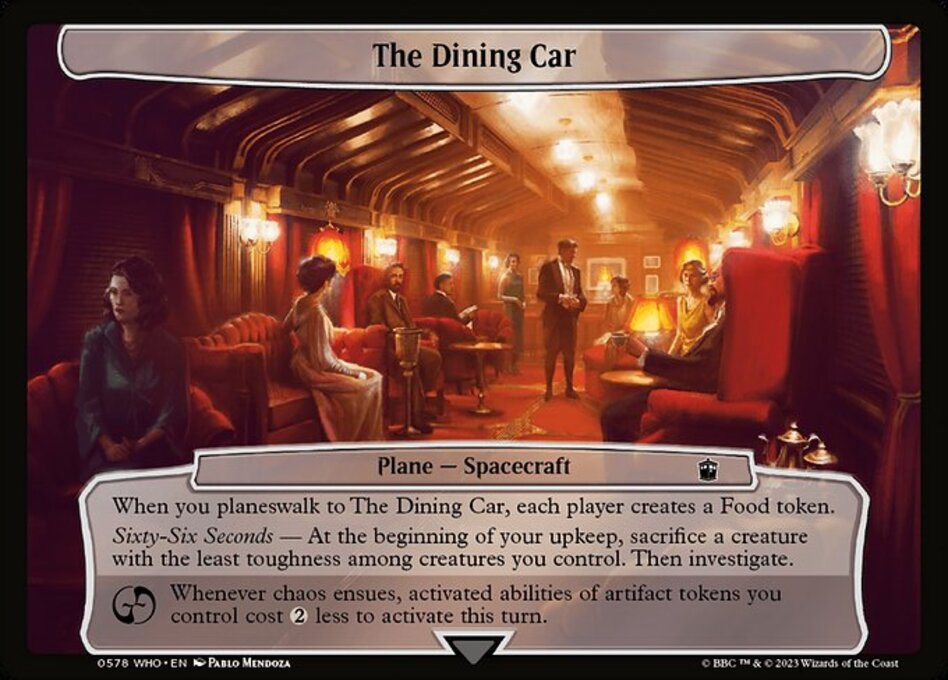 The Dining Car
Plane — Spacecraft
When you planeswalk to The Dining Car, each player creates a Food token.
Sixty-Six Seconds — At the beginning of your upkeep, sacrifice a creature
with the least toughness among creatures you control. Then investigate.
Whenever chaos ensues, activated abilities of artifact tokens you
control cost 2 less to activate this turn.
0578 WHO • EN Pablo Mendoza
© BBC ™ & © 2023 Wizards of the Coast